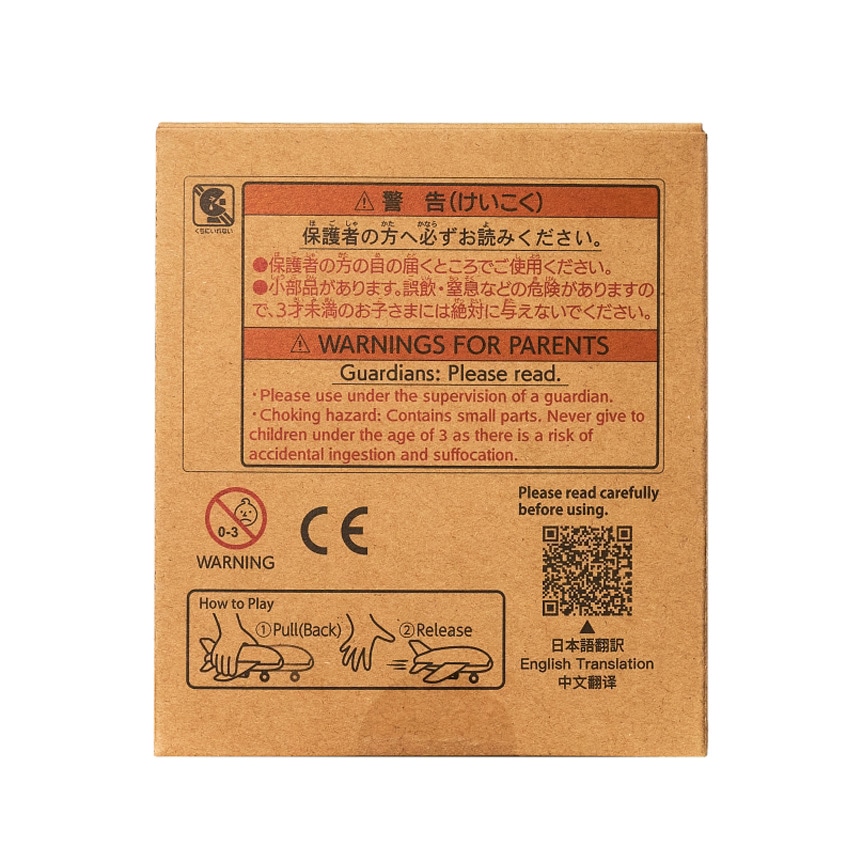 くちにいれない
⚠ 警 告(けいこく)
保護者の方へ必ずお読みください。
●保護者の方の目の届くところでご使用ください。
●小部品があります。誤飲・窒息などの危険がありますの
で、3才未満のお子さまには絶対に与えないでください。
⚠ WARNINGS FOR PARENTS
Guardians: Please read.
・Please use under the supervision of a guardian.
・Choking hazard: Contains small parts. Never give to
children under the age of 3 as there is a risk of
accidental ingestion and suffocation.
0-3
WARNING
CE
Please read carefully
before using.
▲
日本語翻訳
English Translation
中文翻译
How to Play
①Pull(Back)
②Release